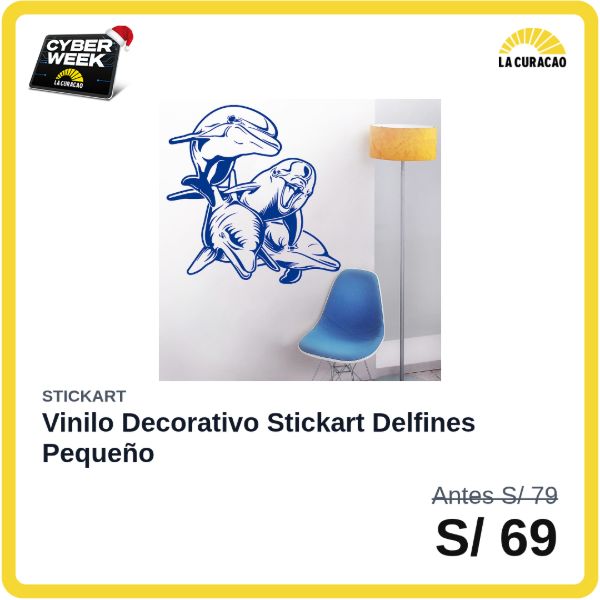 CYBER
WEEK
LA CURACAO
LA CURACAO
STICKART
Vinilo Decorativo Stickart Delfines
Pequeño
Antes S/ 79
S/ 69